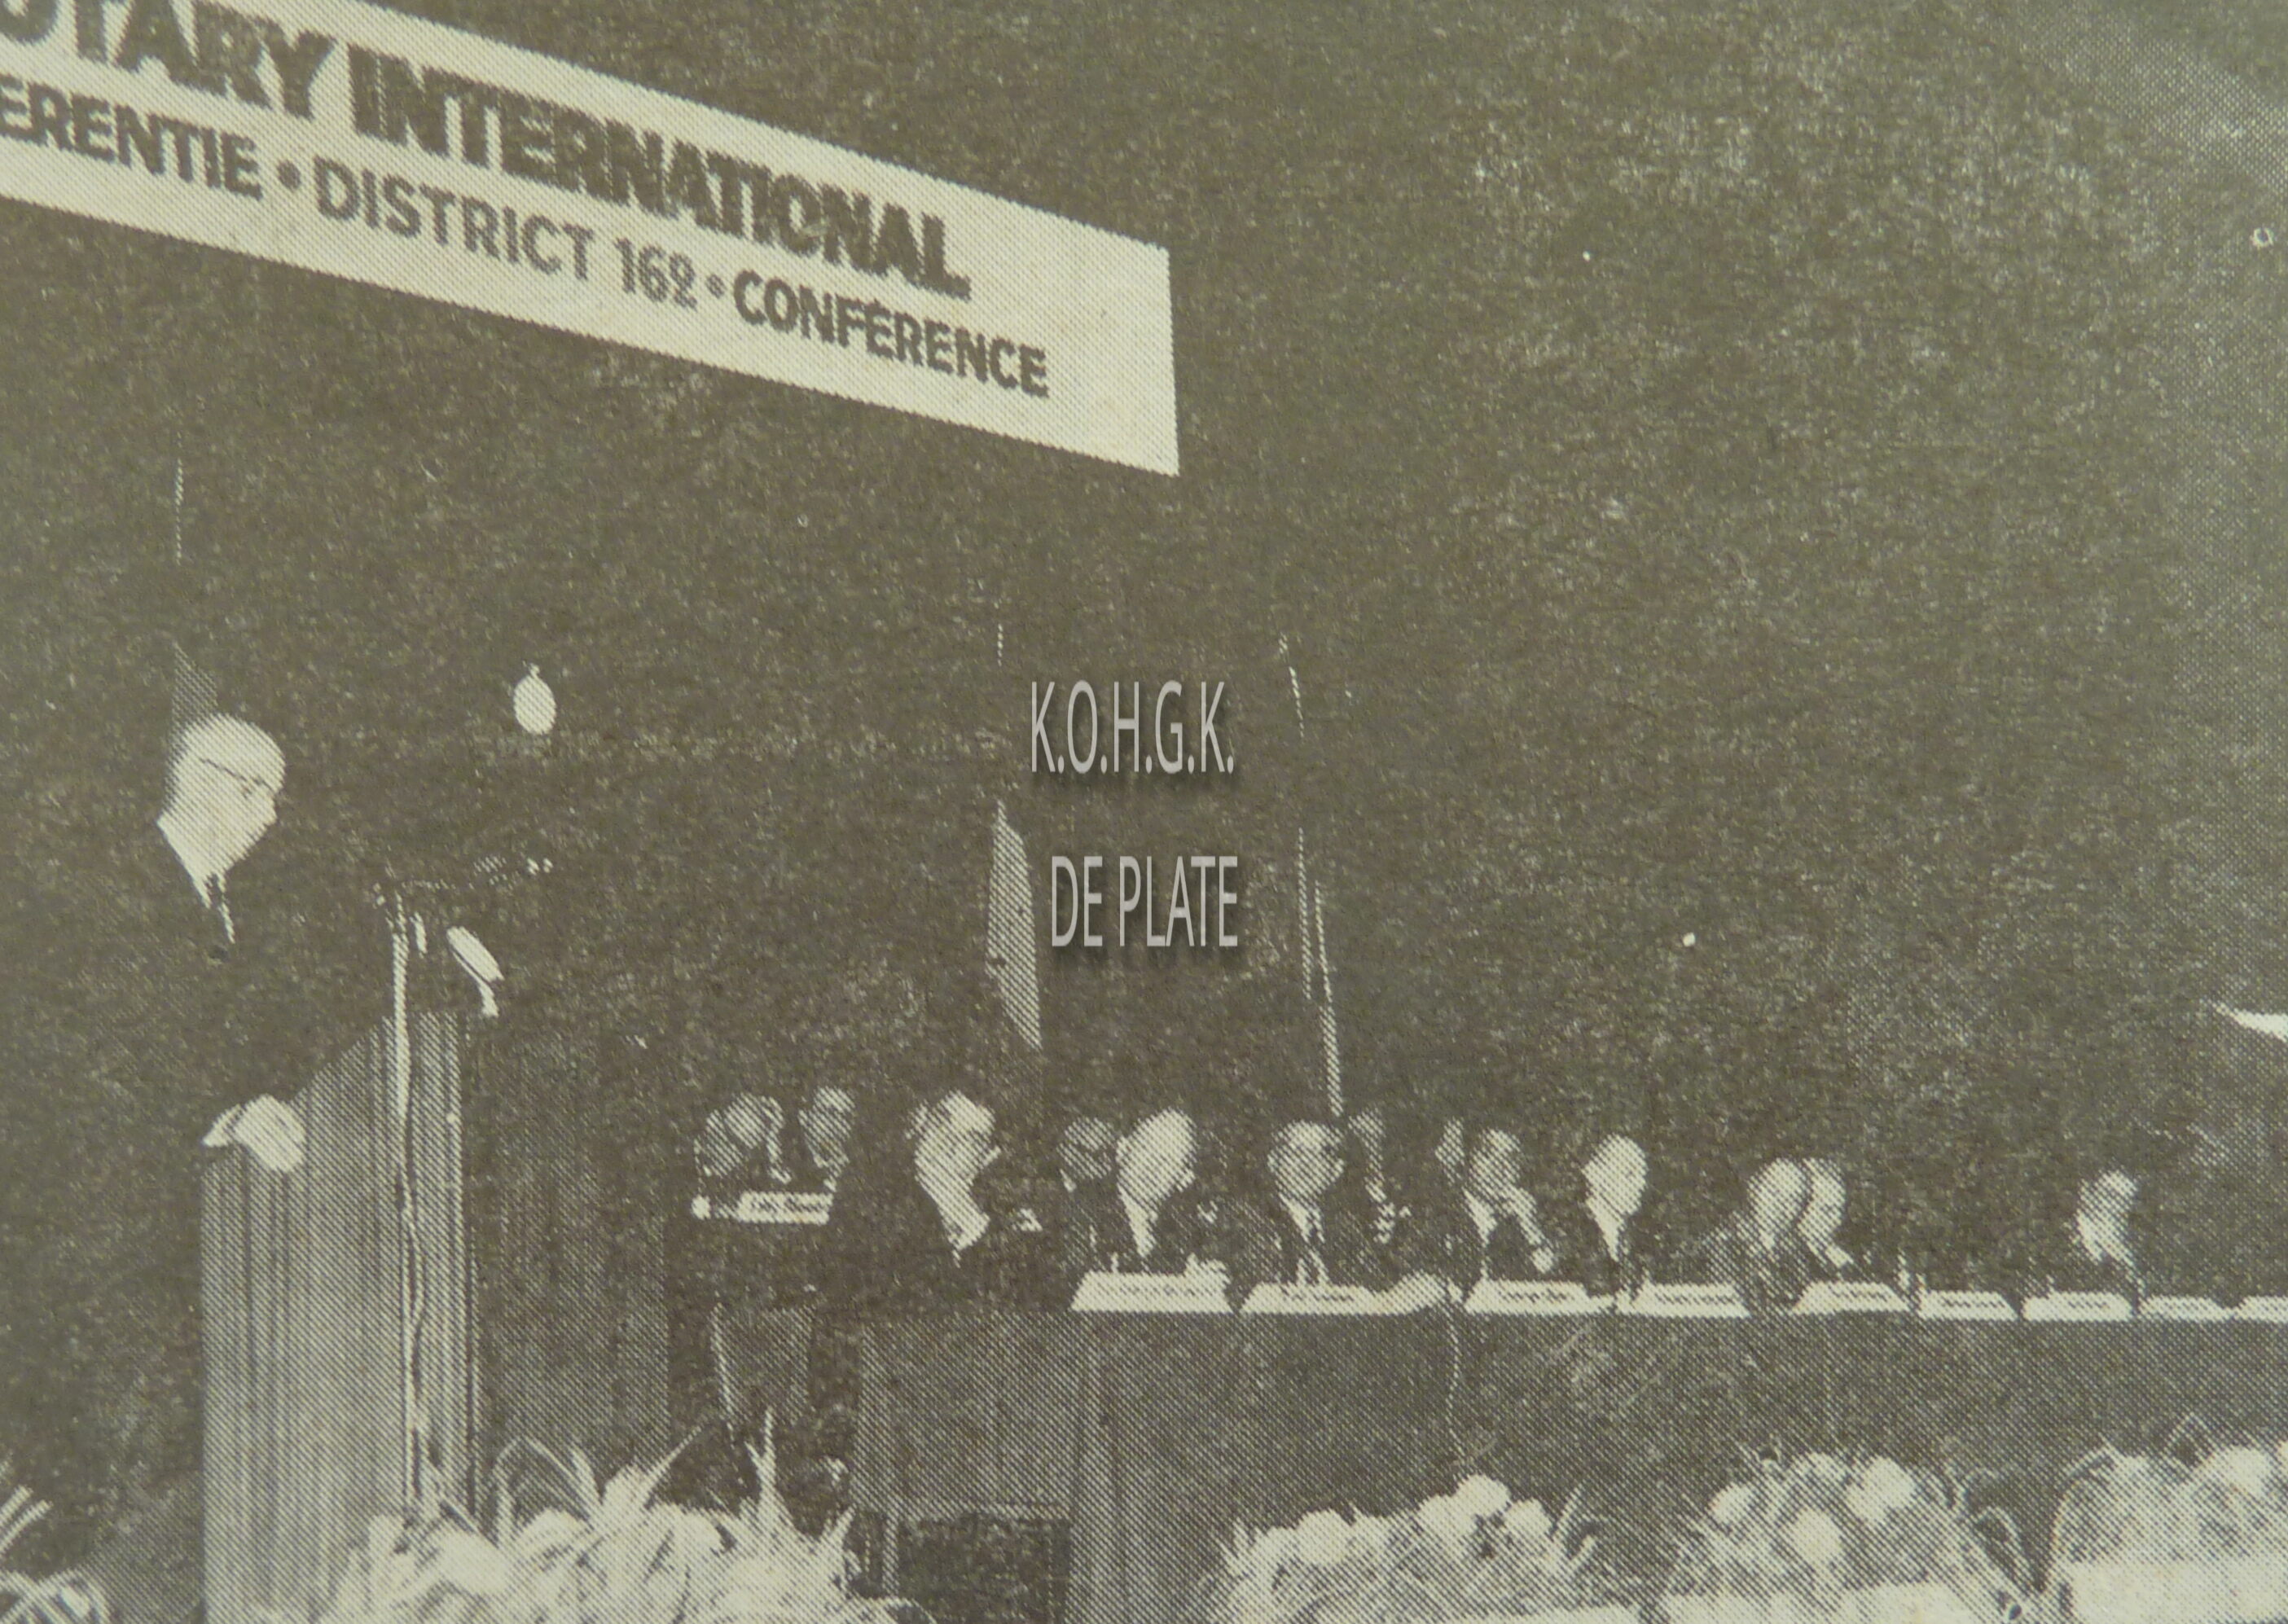 OTARY INTERNATIONAL
ERENTIE • DISTRICT 162 • CONFÉRENCE
K.O.H.G.K.
DE PLATE